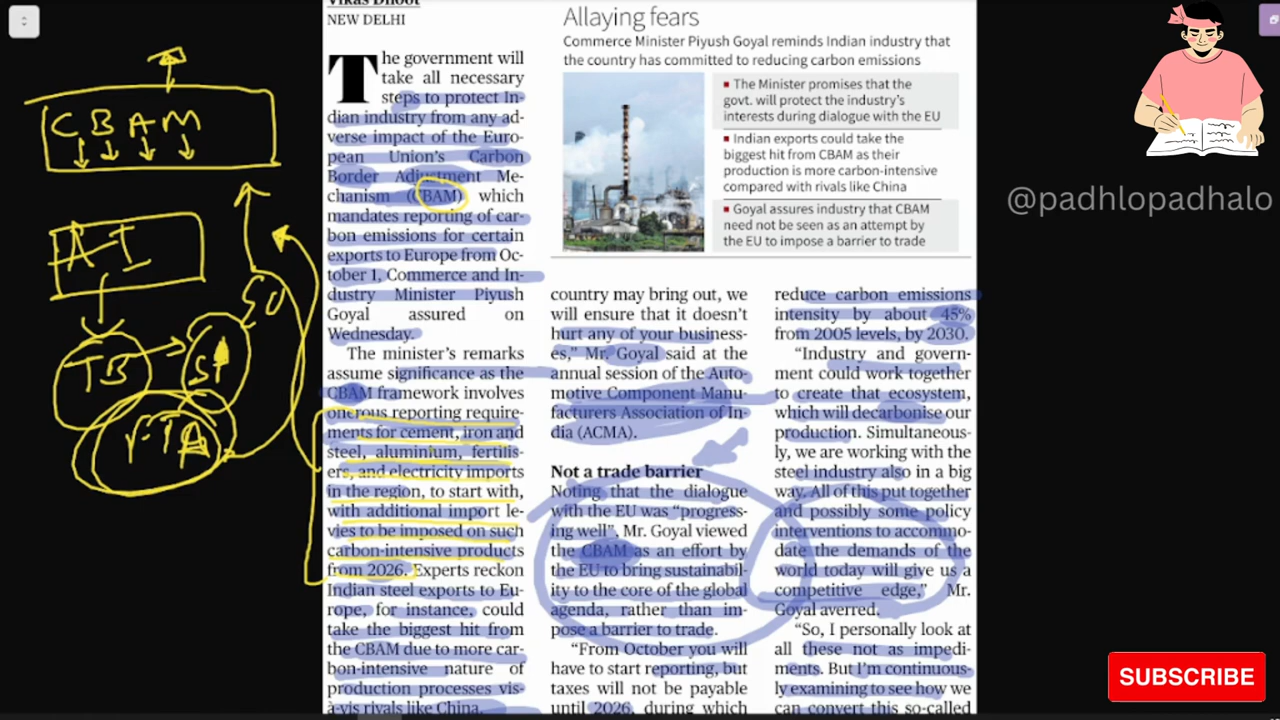 CBAM
A-I
TB
SP
FTA
Vikas Dhoot
NEW DELHI
The government will
take all necessary
steps to protect In-
dian industry from any ad-
verse impact of the Euro-
pean Union's Carbon
Border Adjustment Me-
chanism (CBAM) which
mandates reporting of car-
bon emissions for certain
exports to Europe from Oc-
tober 1, Commerce and In-
dustry Minister Piyush
Goyal assured on
Wednesday.
The minister's remarks
assume significance as the
CBAM framework involves
onerous reporting require-
ments for cement, iron and
steel, aluminium, fertilis-
ers, and electricity imports
in the region, to start with,
with additional import le-
vies to be imposed on such
carbon-intensive products
from 2026. Experts reckon
Indian steel exports to Eu-
rope, for instance, could
take the biggest hit from
the CBAM due to more car-
bon-intensive nature of
production processes vis-
à-vis rivals like China.
Allaying fears
Commerce Minister Piyush Goyal reminds Indian industry that
the country has committed to reducing carbon emissions
▪ The Minister promises that the
govt. will protect the industry's
interests during dialogue with the EU
▪ Indian exports could take the
biggest hit from CBAM as their
production is more carbon-intensive
compared with rivals like China
▪ Goyal assures industry that CBAM
need not be seen as an attempt by
the EU to impose a barrier to trade
country may bring out, we
will ensure that it doesn't
hurt any of your business-
es," Mr. Goyal said at the
annual session of the Auto-
motive Component Manu-
facturers Association of In-
dia (ACMA).
Not a trade barrier
Noting that the dialogue
with the EU was "progress-
ing well", Mr. Goyal viewed
the CBAM as an effort by
the EU to bring sustainabil-
ity to the core of the global
agenda, rather than im-
pose a barrier to trade.
"From October you will
have to start reporting, but
taxes will not be payable
until 2026, during which
reduce carbon emissions
intensity by about 45%
from 2005 levels, by 2030.
"Industry and govern-
ment could work together
to create that ecosystem,
which will decarbonise our
production. Simultaneous-
ly, we are working with the
steel industry also in a big
way. All of this put together
and possibly some policy
interventions to accommo-
date the demands of the
world today will give us a
competitive edge," Mr.
Goyal averred.
"So, I personally look at
all these not as impedi-
ments. But I'm continuous-
ly examining to see how we
can convert this so-called
@padhlopadhalo
SUBSCRIBE